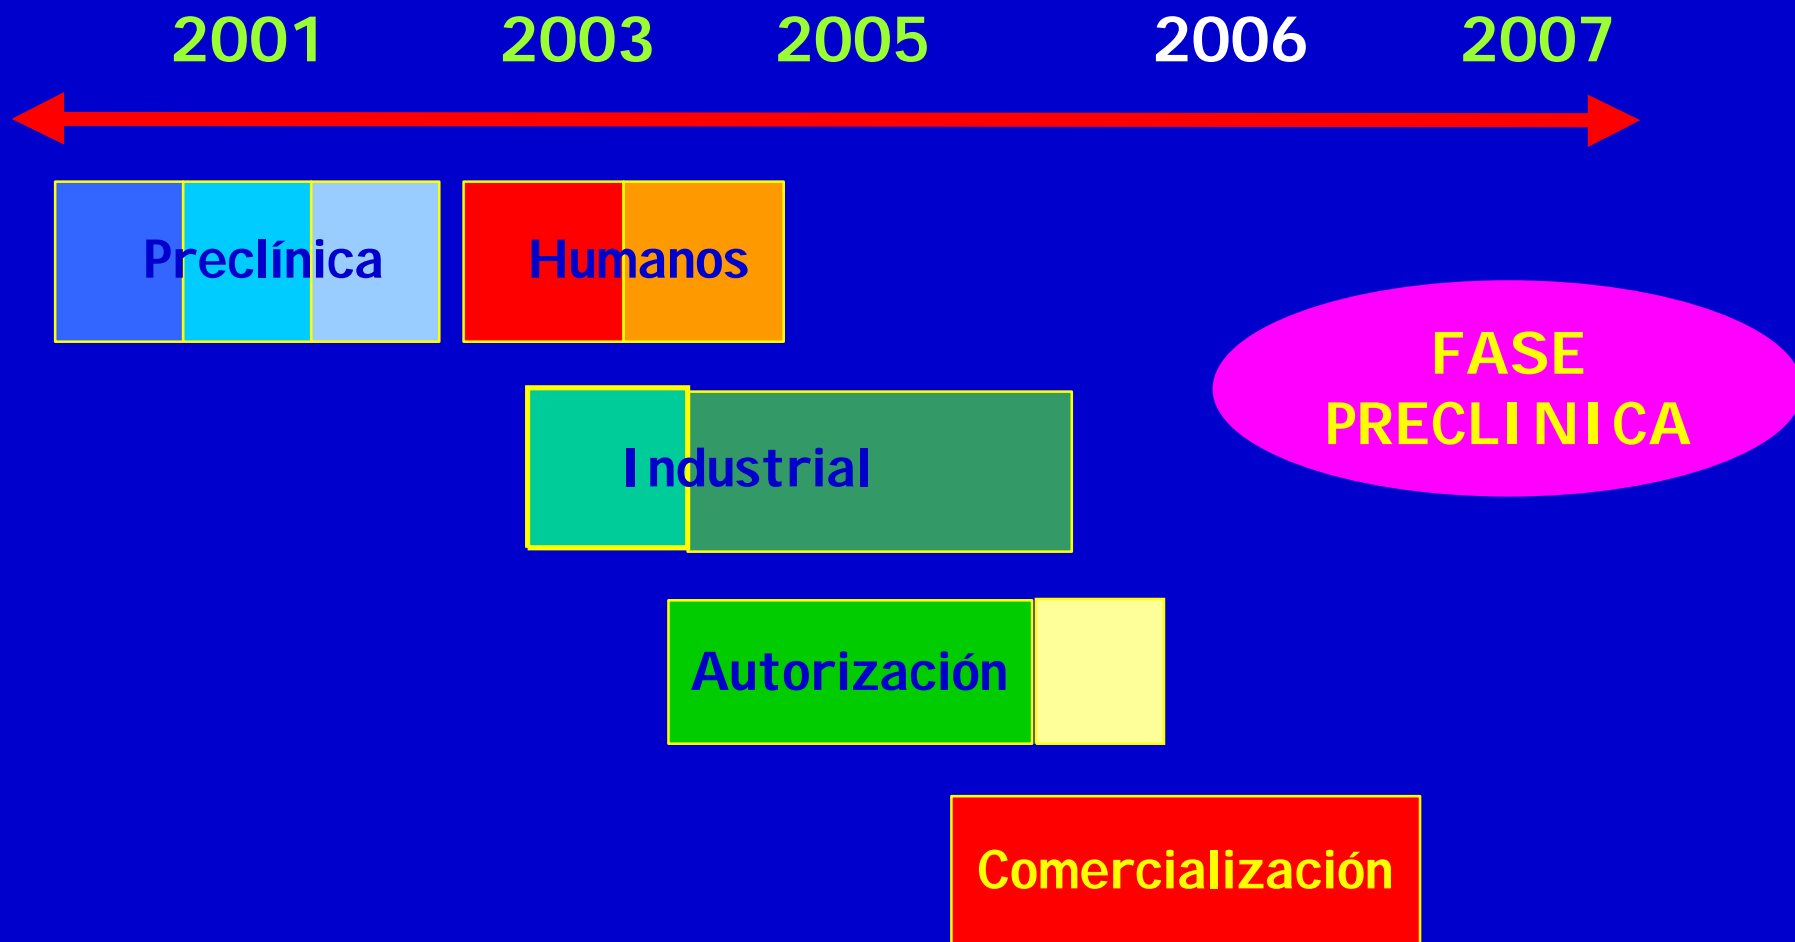 2001 2003 2005 2006 2007
Preclínica Humanos
FASE
PRECLINICA
Industrial
Autorización
Comercialización